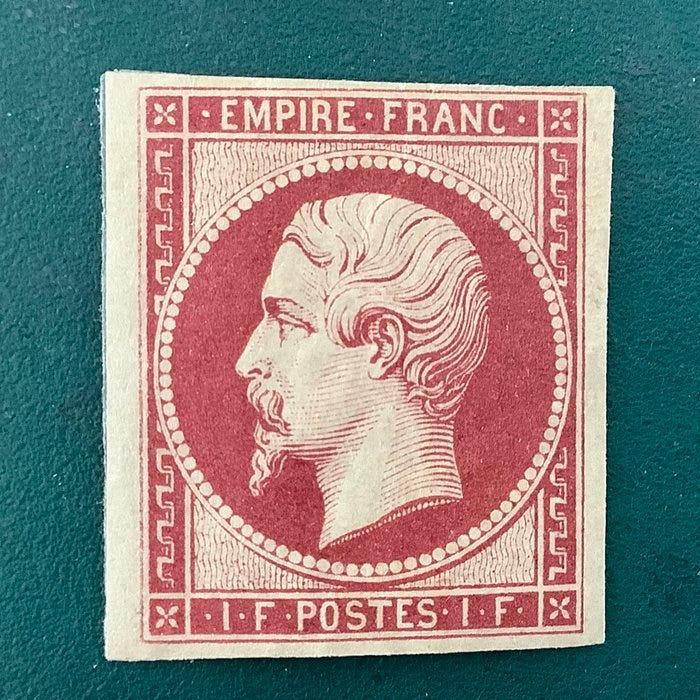 · EMPIRE · FRANC ·
· 1 · F · POSTES · 1 · F ·